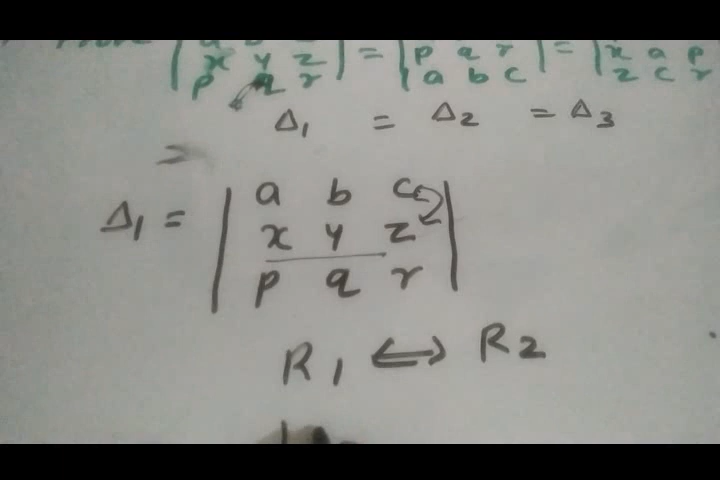 | x y z | = | p q r | = | x a p
| p q r | | a b c | | z c r
Δ1 = Δ2 = Δ3
Δ1 = | a b c |
| x y z |
| p q r |
R1 ⟺ R2